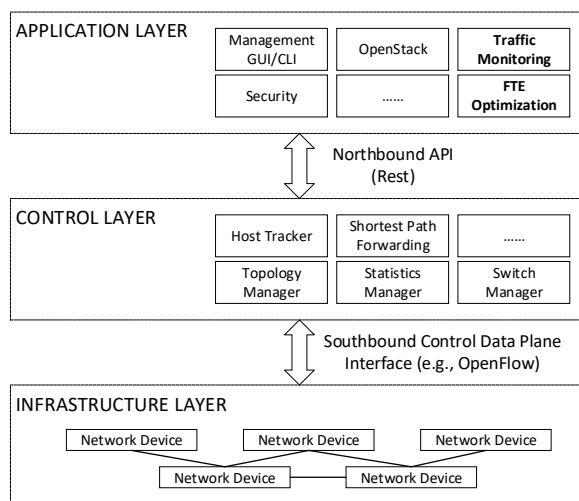 APPLICATION LAYER
Management
GUI/CLI
OpenStack
Traffic
Monitoring
Security
......
FTE
Optimization
Northbound API
(Rest)
CONTROL LAYER
Host Tracker
Shortest Path
Forwarding
......
Topology
Manager
Statistics
Manager
Switch
Manager
Southbound Control Data Plane
Interface (e.g., OpenFlow)
INFRASTRUCTURE LAYER
Network Device
Network Device
Network Device
Network Device
Network Device